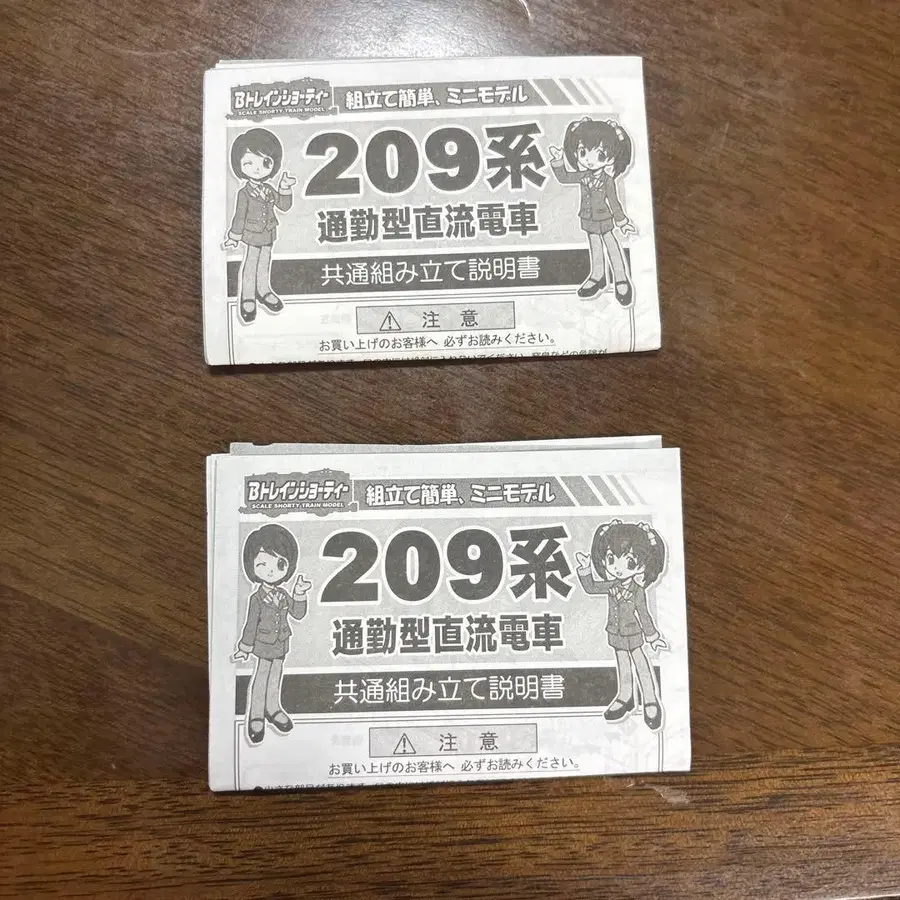 Bトレインショーティー
SCALE SHORTY TRAIN MODEL
組立て簡単、ミニモデル
209系
通勤型直流電車
共通組み立て説明書
⚠ 注意
お買い上げのお客様へ 必ずお読みください。
Bトレインショーティー
SCALE SHORTY TRAIN MODEL
組立て簡単、ミニモデル
209系
通勤型直流電車
共通組み立て説明書
⚠ 注意
お買い上げのお客様へ 必ずお読みください。